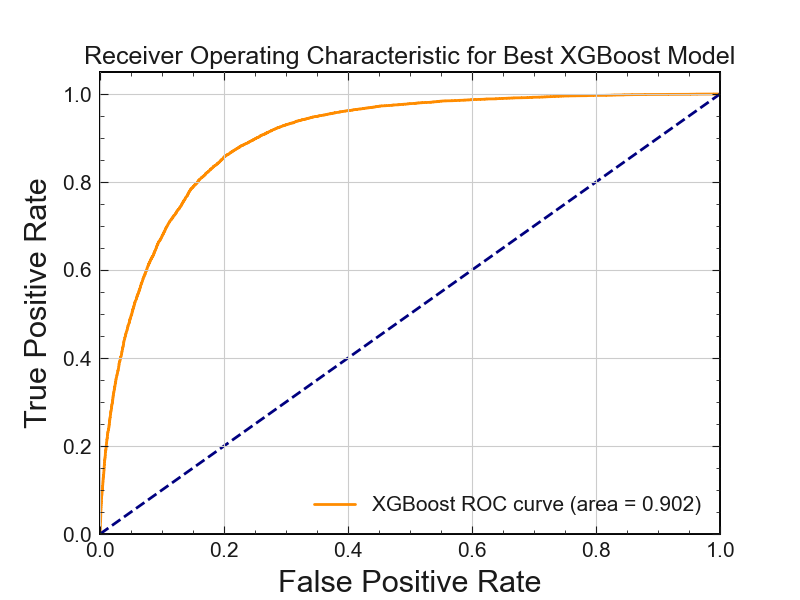 Receiver Operating Characteristic for Best XGBoost Model
1.0
0.8
0.6
0.4
0.2
0.0
True Positive Rate
XGBoost ROC curve (area = 0.902)
0.0 0.2 0.4 0.6 0.8 1.0
False Positive Rate